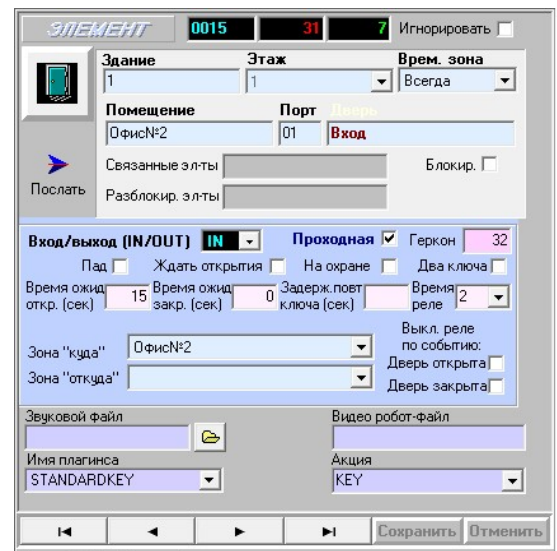 ЭЛЕМЕНТ 0015 31 7 Игнорировать
Здание Этаж Врем. зона
1 1 Всегда
Помещение Порт Дверь
ОфисN²2 01 Вход
Связанные эл-ты Блокир.
Послать
Разблокир. эл-ты
Вход/выход (IN/OUT) IN Проходная Геркон 32
Пад Ждать открытия На охране Два ключа
Время ожид Время ожид Задерж.повт Время
откр. (сек) 15 закр. (сек) 0 ключа (сек) реле 2
Выкл. реле
по событию:
Зона "куда" Офис№2
Дверь открыта
Зона "откуда"
Дверь закрыта
Звуковой файл Видео робот-файл
Имя плагинса Акция
STANDARDKEY KEY
Сохранить Отменить